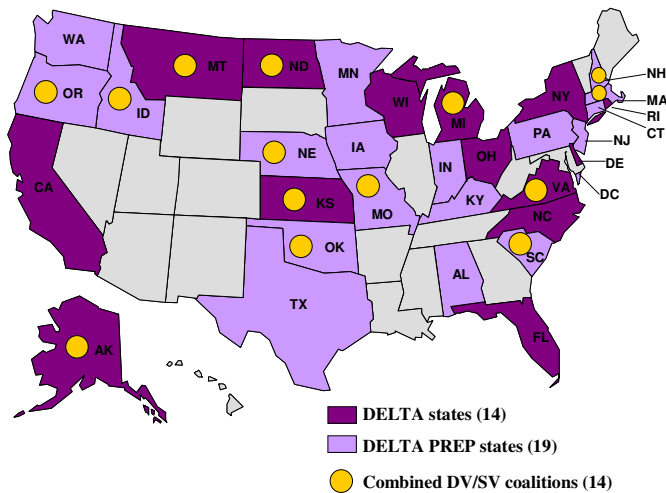 WA
MT
ND
MN
OR
ID
WI
MI
NY
NH
MA
RI
CT
IA
NE
PA
NJ
OH
IN
DE
CA
KS
MO
KY
VA
DC
NC
OK
SC
TX
AL
FL
AK
DELTA states (14)
DELTA PREP states (19)
Combined DV/SV coalitions (14)